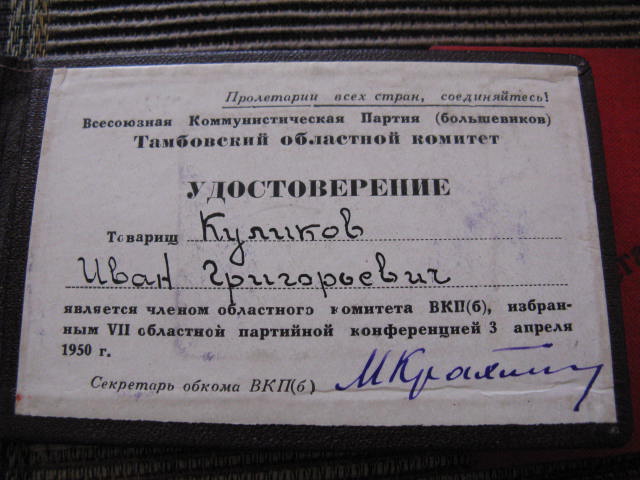 Пролетарии всех стран, соединяйтесь!
Всесоюзная Коммунистическая Партия (большевиков)
Тамбовский областной комитет
УДОСТОВЕРЕНИЕ
Товарищ Куликов
Иван Григорьевич
является членом областного комитета ВКП(б), избран-
ным VII областной партийной конференцией 3 апреля
1950 г.
Секретарь обкома ВКП(б)